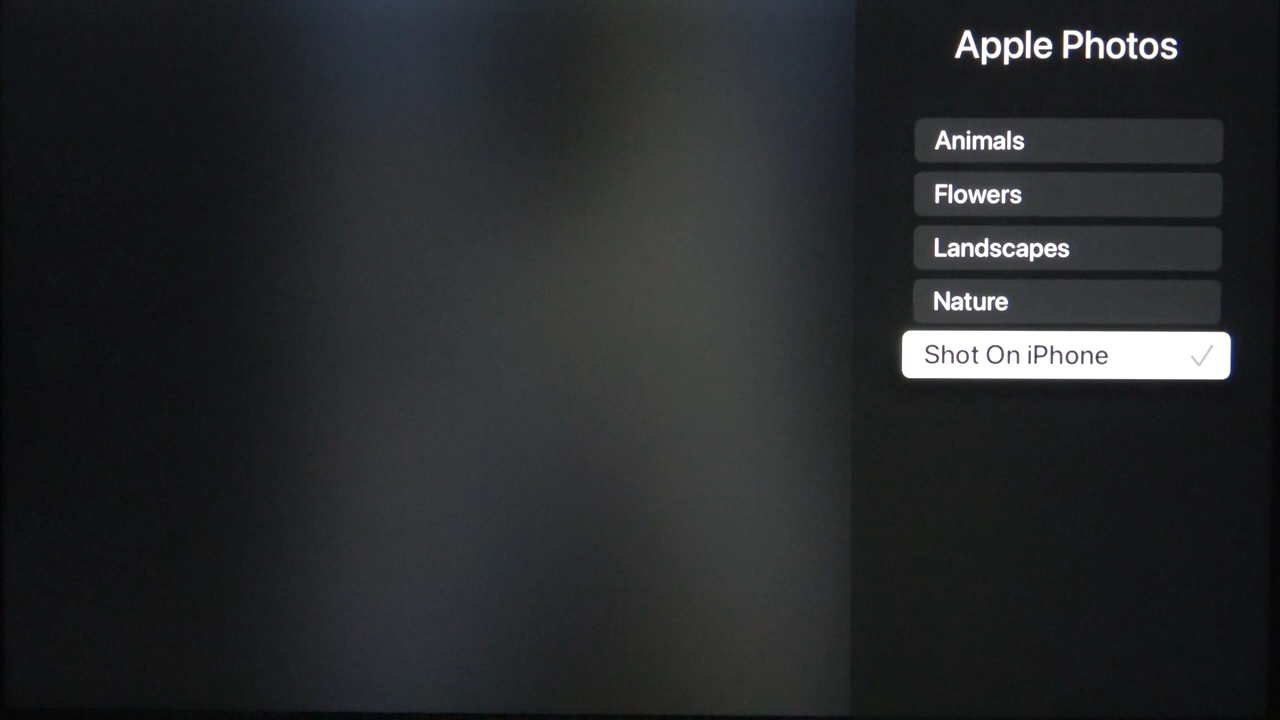 Apple Photos
Animals
Flowers
Landscapes
Nature
Shot On iPhone